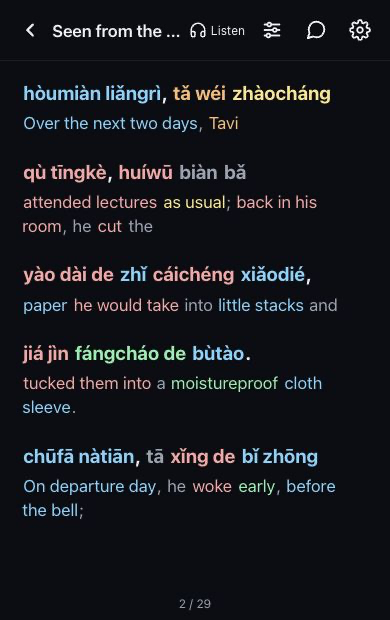 Seen from the ...
Listen
hòumiàn liǎngrì, tǎ wéi zhàocháng
Over the next two days, Tavi
qù tīngkè, huíwū biàn bǎ
attended lectures as usual; back in his
room, he cut the
yào dài de zhǐ cáichéng xiǎodié,
paper he would take into little stacks and
jiá jìn fángcháo de bùtào.
tucked them into a moistureproof cloth
sleeve.
chūfā nàtiān, tā xǐng de bǐ zhōng
On departure day, he woke early, before
the bell;
2 / 29